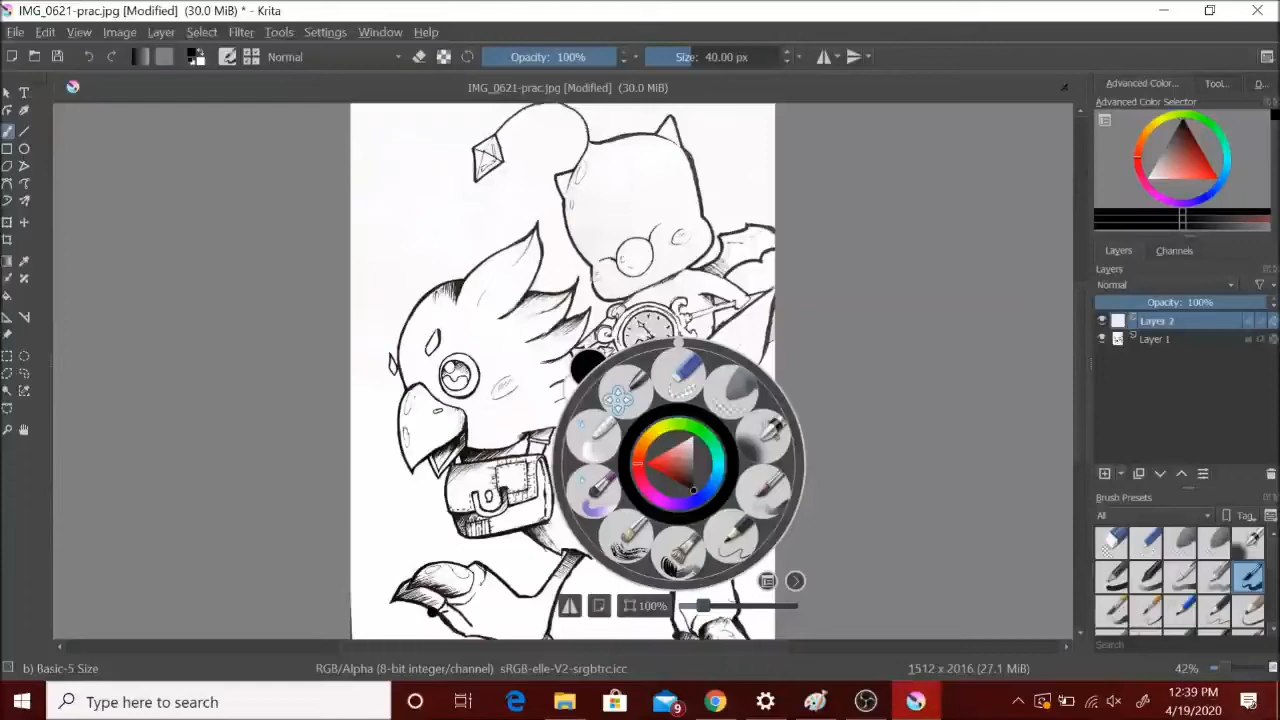 IMG_0621-prac.jpg [Modified] (30.0 MiB) * - Krita
File Edit View Image Layer Select Filter Tools Settings Window Help
Normal Opacity: 100% Size: 40.00 px
IMG_0621-prac.jpg [Modified] (30.0 MiB)
Advanced Color... Tool... O...
Advanced Color Selector
Layers Channels
Layers
Normal
Opacity: 100%
Layer 2
Layer 1
Brush Presets
All Tag
100%
Search
b) Basic-5 Size RGB/Alpha (8-bit integer/channel) sRGB-elle-V2-srgbtrc.icc 1512 x 2016 (27.1 MiB) 42%
Type here to search 9 12:39 PM
4/19/2020